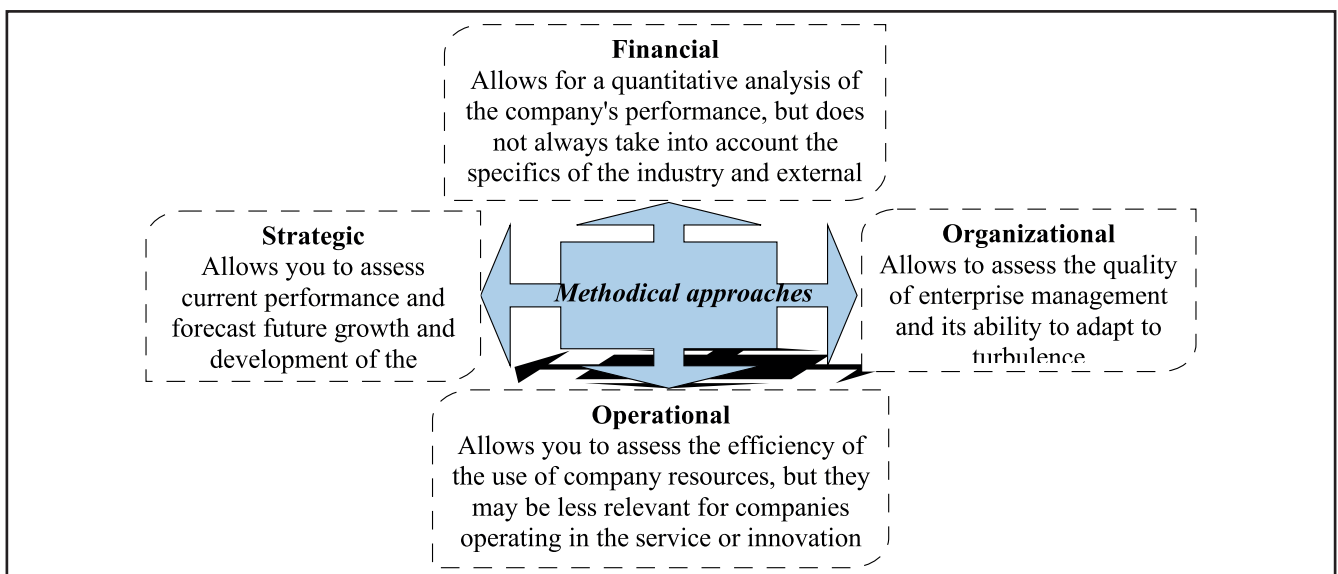 Financial
Allows for a quantitative analysis of
the company's performance, but does
not always take into account the
specifics of the industry and external
Strategic
Allows you to assess
current performance and
forecast future growth and
development of the
Methodical approaches
Organizational
Allows to assess the quality
of enterprise management
and its ability to adapt to
turbulence
Operational
Allows you to assess the efficiency of
the use of company resources, but they
may be less relevant for companies
operating in the service or innovation